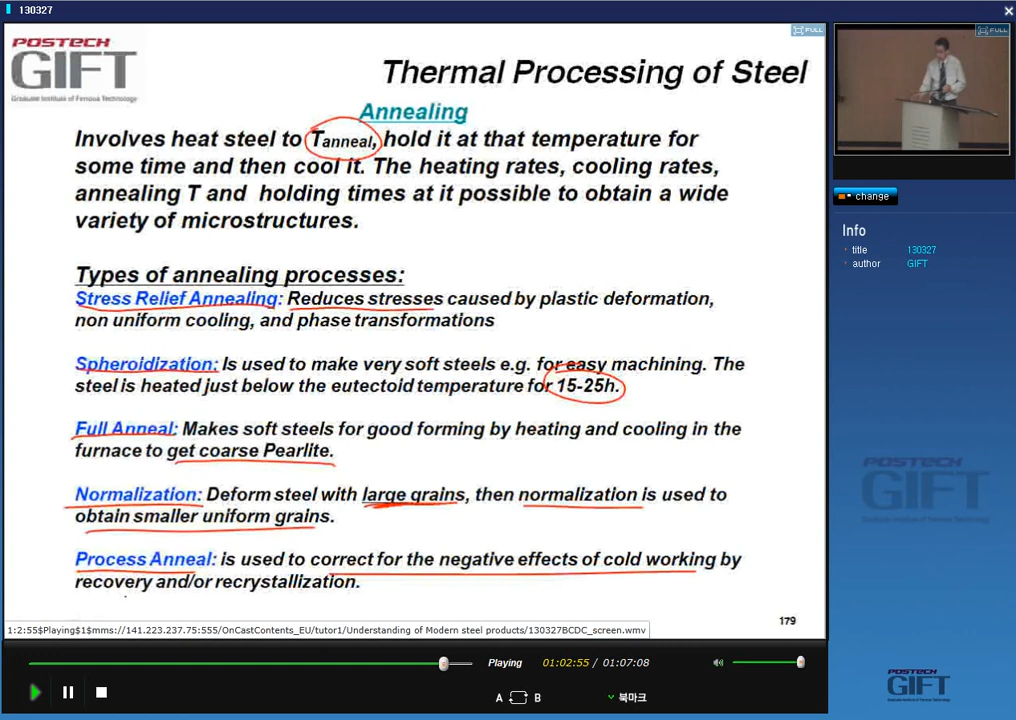 130327
POSTECH
GIFT
Graduate Institute of Ferrous Technology
FULL
FULL
Thermal Processing of Steel
Annealing
Involves heat steel to Tanneal, hold it at that temperature for
some time and then cool it. The heating rates, cooling rates,
annealing T and holding times at it possible to obtain a wide
variety of microstructures.
Types of annealing processes:
Stress Relief Annealing: Reduces stresses caused by plastic deformation,
non uniform cooling, and phase transformations
Spheroidization: Is used to make very soft steels e.g. for easy machining. The
steel is heated just below the eutectoid temperature for 15-25h.
Full Anneal: Makes soft steels for good forming by heating and cooling in the
furnace to get coarse Pearlite.
Normalization: Deform steel with large grains, then normalization is used to
obtain smaller uniform grains.
Process Anneal: is used to correct for the negative effects of cold working by
recovery and/or recrystallization.
179
1:2:55$Playing$1$mms://141.223.237.75:555/OnCastContents_EU/tutor1/Understanding of Modern steel products/130327BCDC_screen.wmv
change
Info
title 130327
author GIFT
POSTECH
GIFT
Playing 01:02:55 / 01:07:08
A B 북마크
POSTECH
GIFT